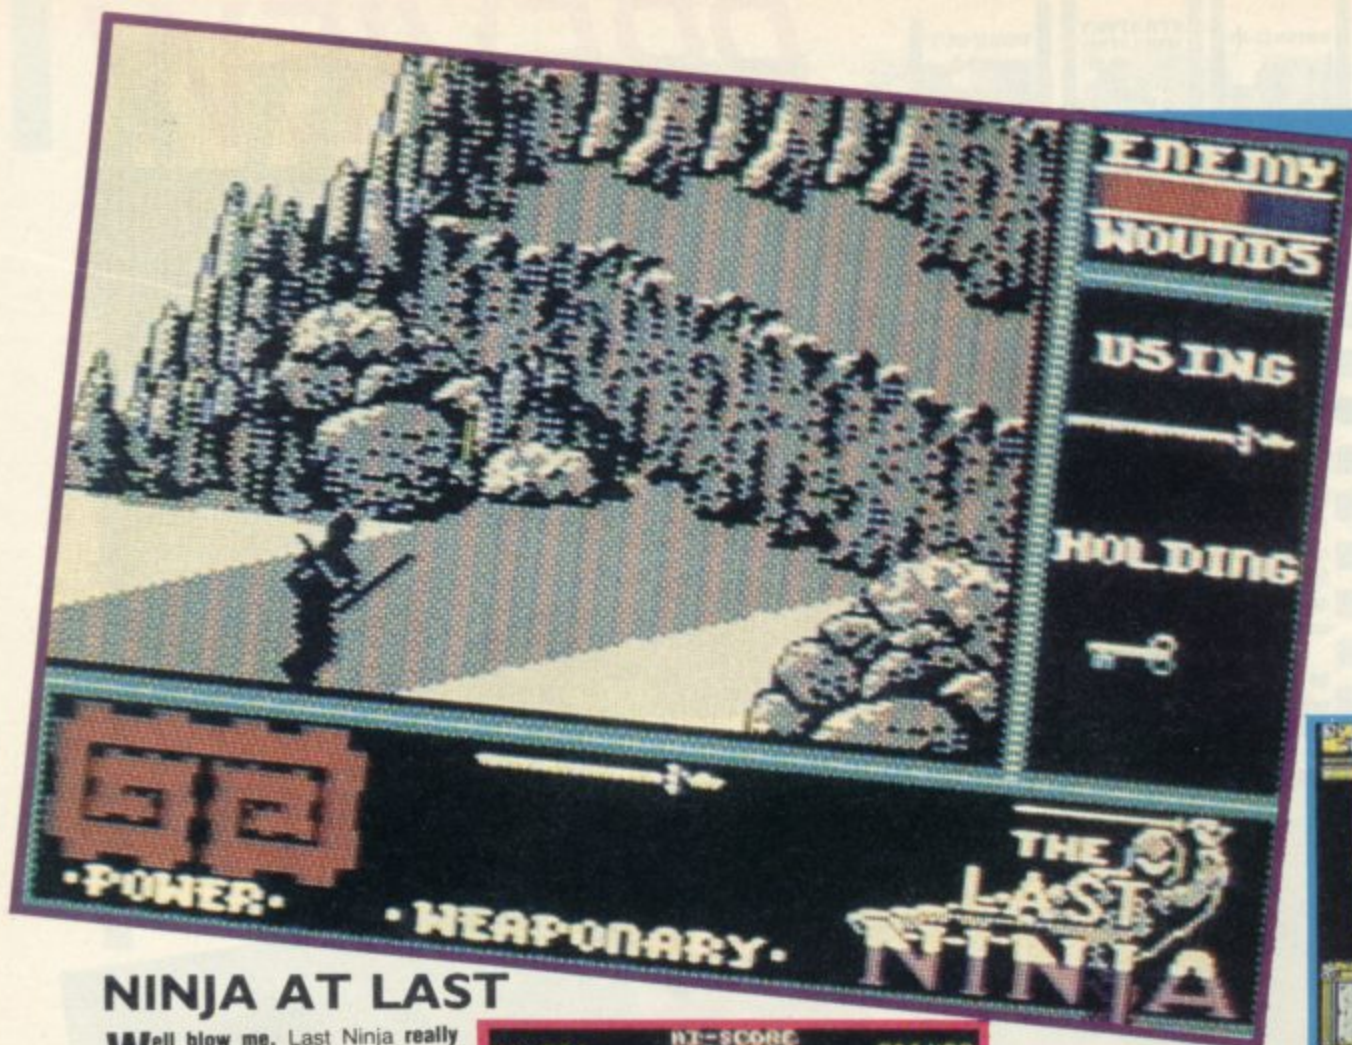 ENEMY
WOUNDS
USING
HOLDING
·POWER·
·WEAPONARY·
THE
LAST
NINJA
NINJA AT LAST
Well blow me, Last Ninja really
HI-SCORE